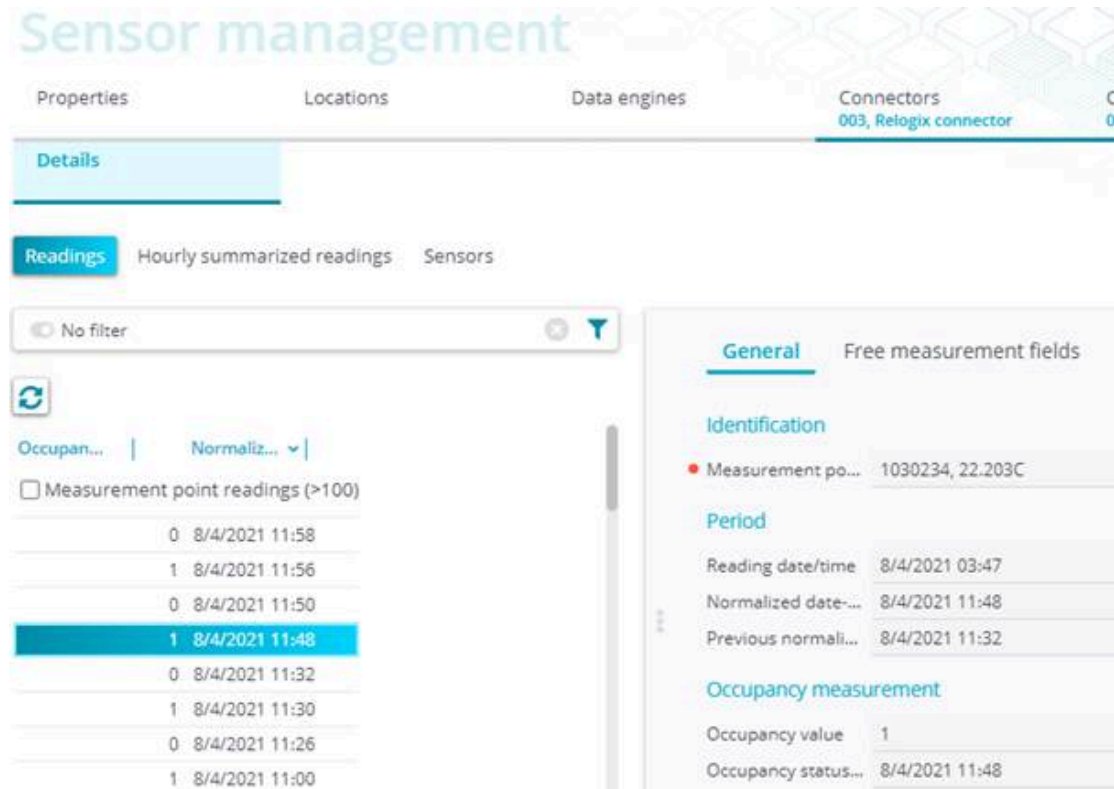 Sensor management
Properties Locations Data engines Connectors
003, Relogix connector
Details
Readings Hourly summarized readings Sensors
No filter
General Free measurement fields
Identification
Occupan... Normaliz...
Measurement po... 1030234, 22.203C
Measurement point readings (>100)
Period
0 8/4/2021 11:58
1 8/4/2021 11:56
0 8/4/2021 11:50
1 8/4/2021 11:48
0 8/4/2021 11:32
1 8/4/2021 11:30
0 8/4/2021 11:26
1 8/4/2021 11:00
Reading date/time 8/4/2021 03:47
Normalized date-... 8/4/2021 11:48
Previous normali... 8/4/2021 11:32
Occupancy measurement
Occupancy value 1
Occupancy status... 8/4/2021 11:48